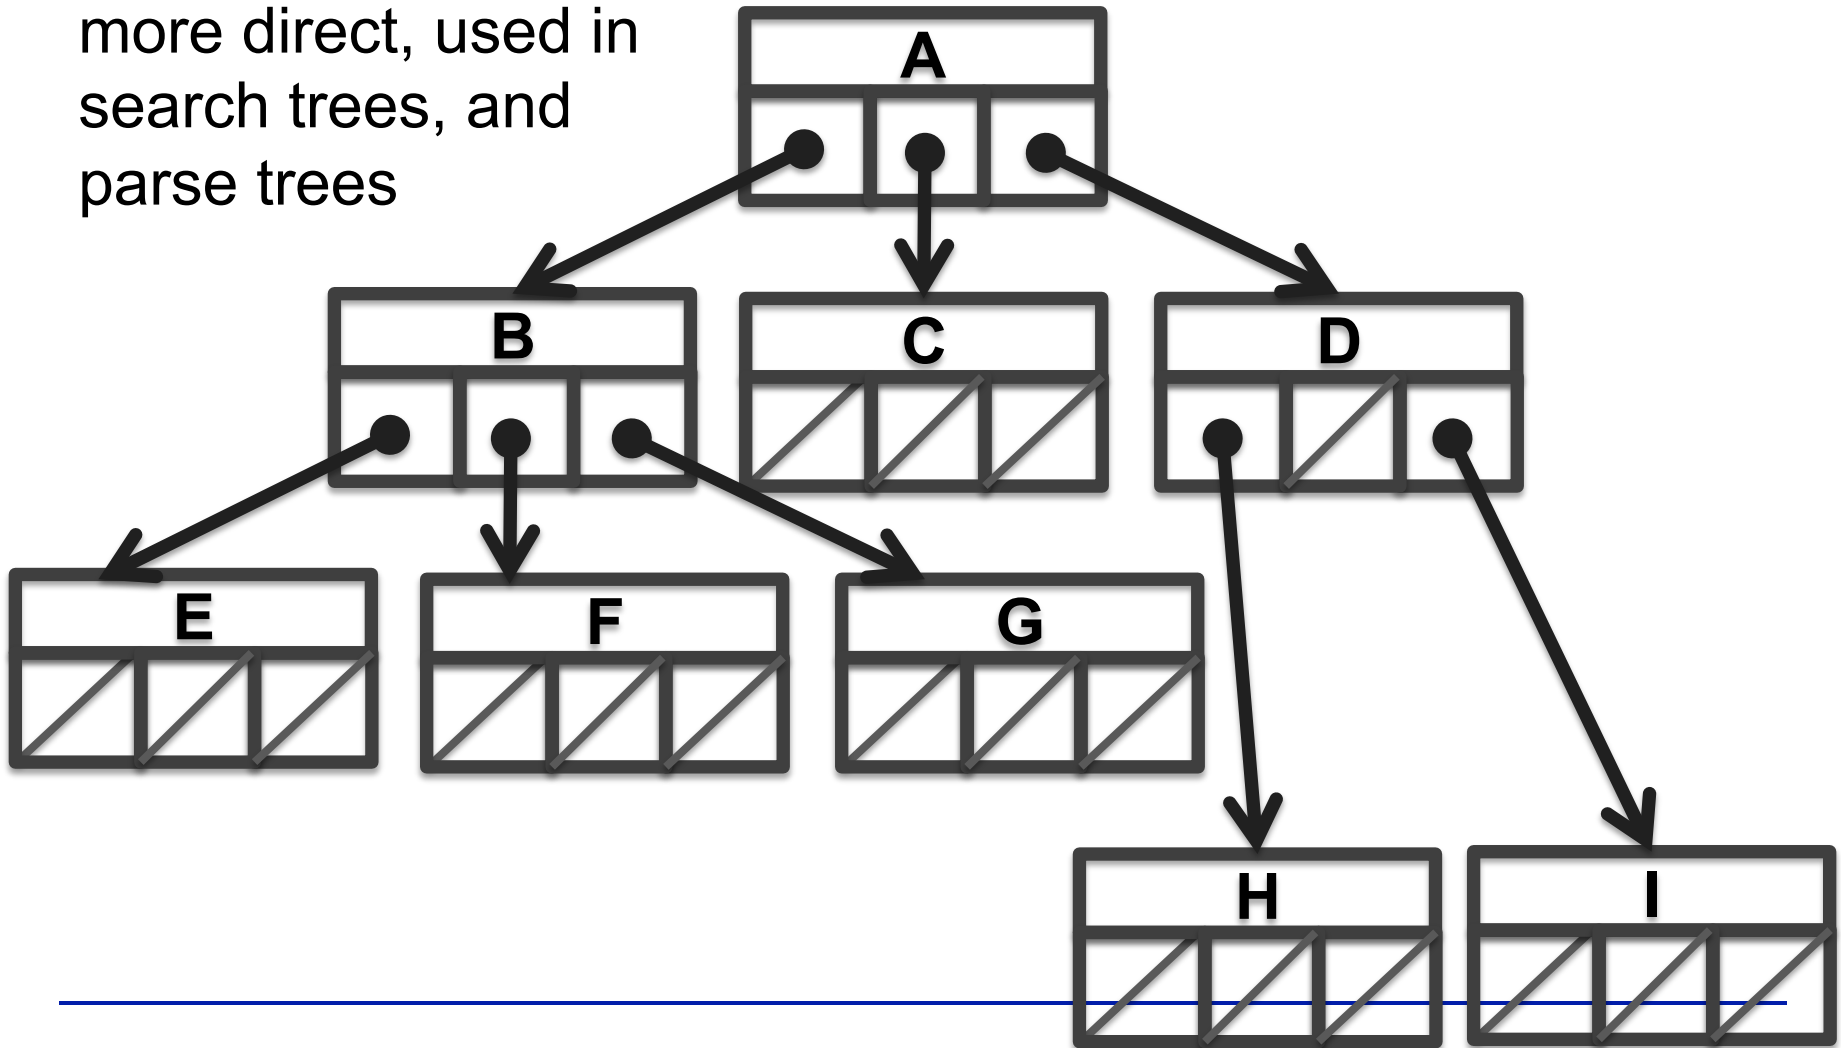 more direct, used in
search trees, and
parse trees
A
B
C
D
E
F
G
H
I